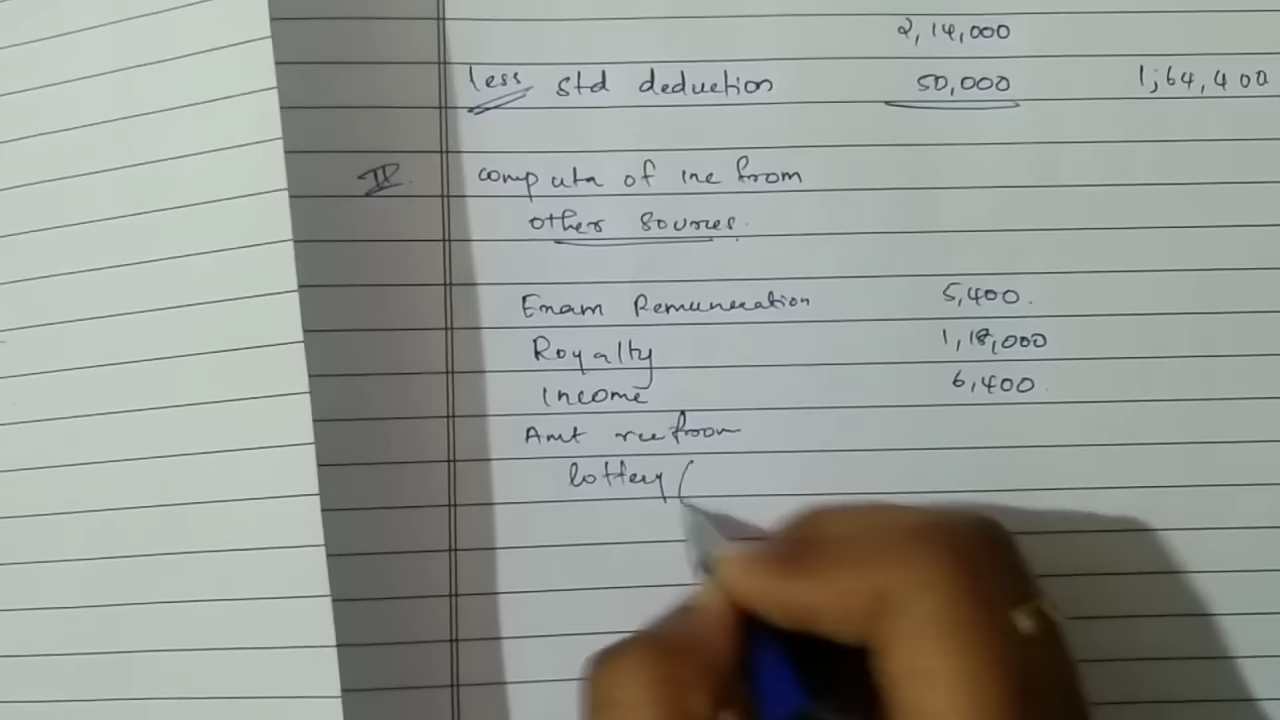 2,14,000
less std deduction 50,000 1,64,400
II. computn of inc from
other sources.
Exam Remuneration 5,400.
Royalty 1,18,000
Income 6,400.
Amt rec from
lottery (